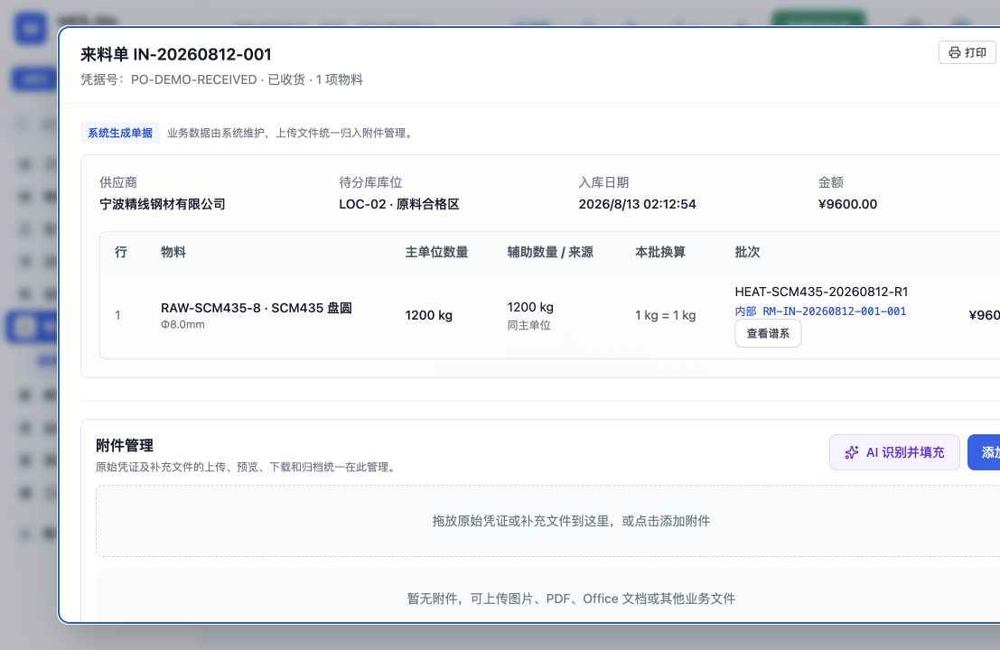 来料单 IN-20260812-001
打印
凭据号：PO-DEMO-RECEIVED · 已收货 · 1 项物料
系统生成单据 业务数据由系统维护，上传文件统一归入附件管理。
供应商 待分库库位 入库日期 金额
宁波精线钢材有限公司 LOC-02 · 原料合格区 2026/8/13 02:12:54 ¥9600.00
行 物料 主单位数量 辅助数量 / 来源 本批换算 批次
1 RAW-SCM435-8 · SCM435 盘圆 1200 kg 1200 kg 1 kg = 1 kg HEAT-SCM435-20260812-R1 ¥960
Φ8.0mm 同主单位 内部 RM-IN-20260812-001-001
查看谱系
附件管理
原始凭证及补充文件的上传、预览、下载和归档统一在此管理。
AI 识别并填充 添加
拖放原始凭证或补充文件到这里，或点击添加附件
暂无附件，可上传图片、PDF、Office 文档或其他业务文件